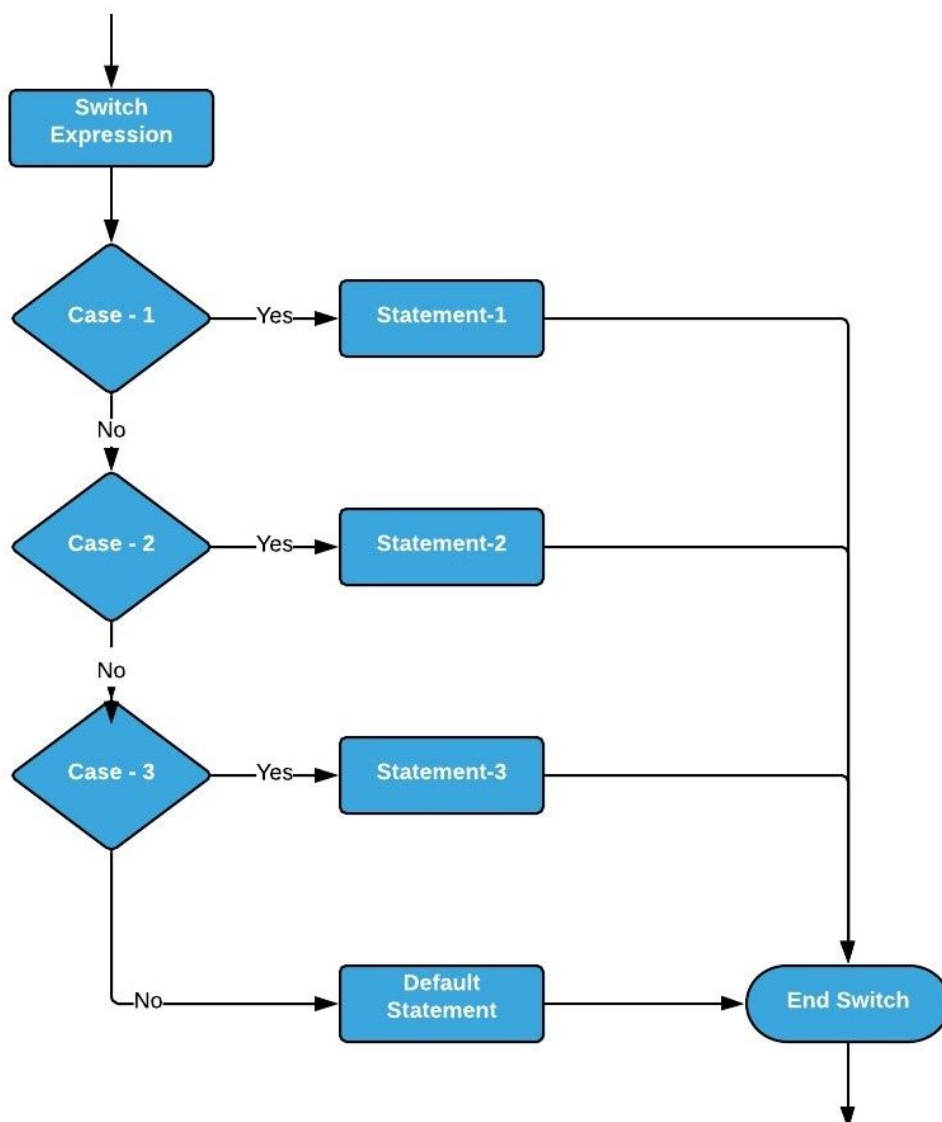 Switch
Expression
Case - 1
Yes
Statement-1
No
Case - 2
Yes
Statement-2
No
Case - 3
Yes
Statement-3
No
Default
Statement
End Switch